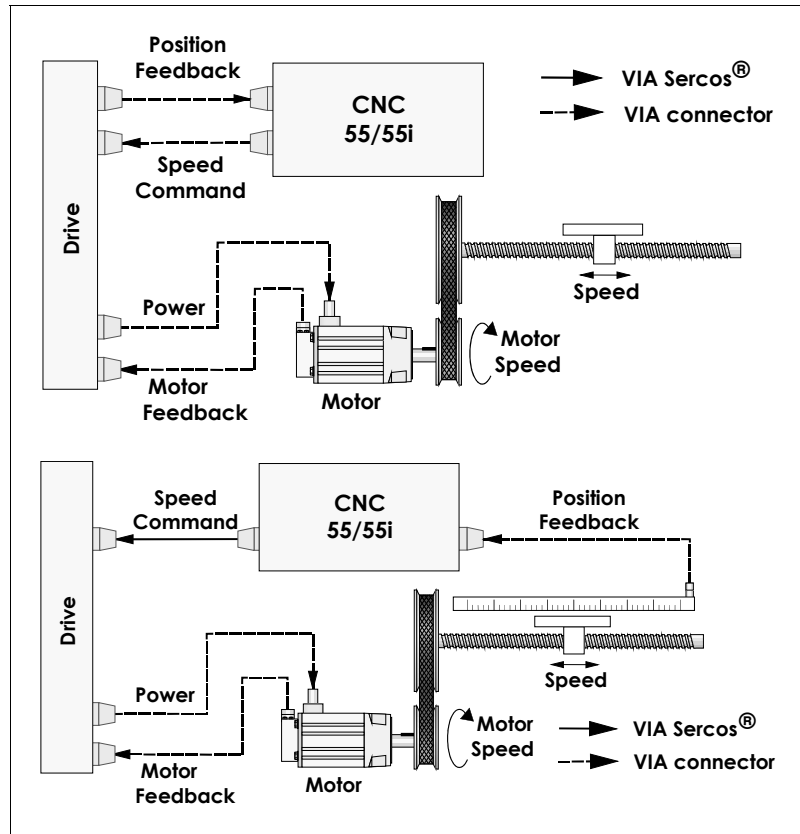 Position
Feedback
CNC
55/55i
VIA Sercos®
VIA connector
Speed
Command
Drive
Power
Speed
Motor
Speed
Motor
Feedback
Motor
Speed
Command
CNC
55/55i
Position
Feedback
Drive
Power
Speed
Motor
Speed
VIA Sercos®
VIA connector
Motor
Feedback
Motor